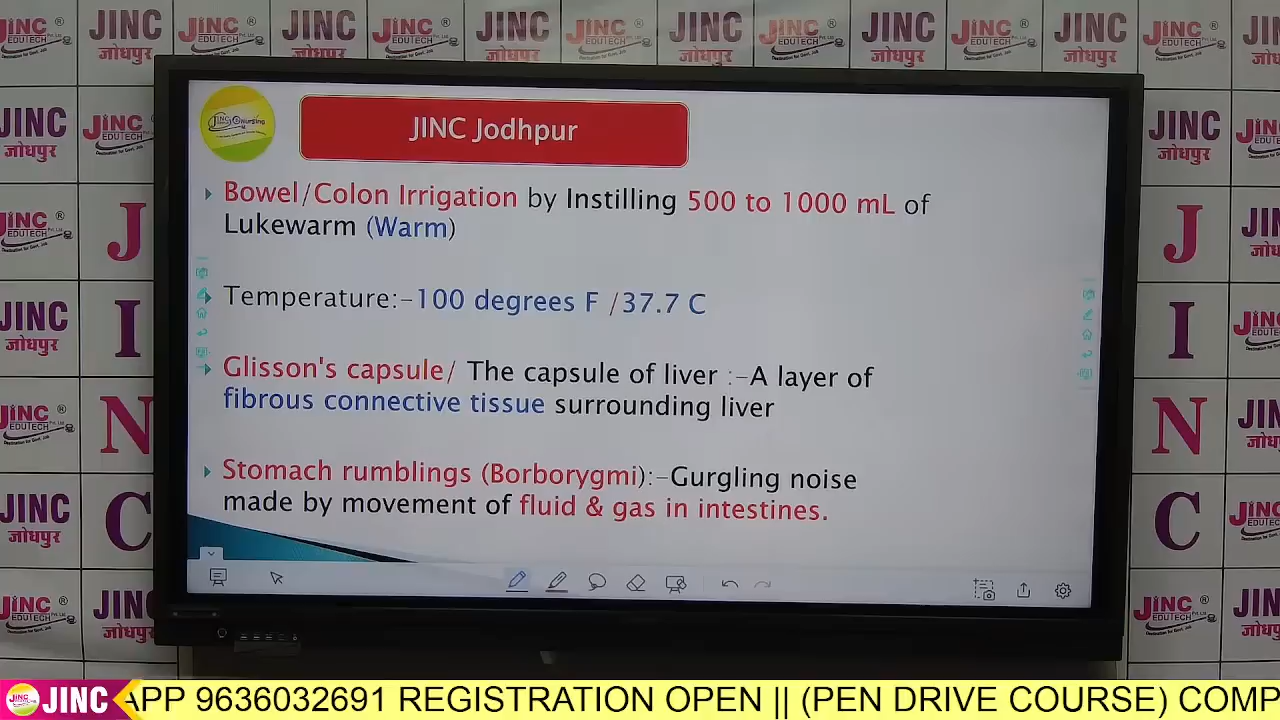 JINC Jodhpur
Bowel/Colon Irrigation by Instilling 500 to 1000 mL of
Lukewarm (Warm)
Temperature:-100 degrees F /37.7 C
Glisson's capsule/ The capsule of liver :-A layer of
fibrous connective tissue surrounding liver
Stomach rumblings (Borborygmi):-Gurgling noise
made by movement of fluid & gas in intestines.
J
I
N
C
J
I
N
C
JINC
EDUTECH
जोधपुर
JINC APP 9636032691 REGISTRATION OPEN || (PEN DRIVE COURSE) COMP